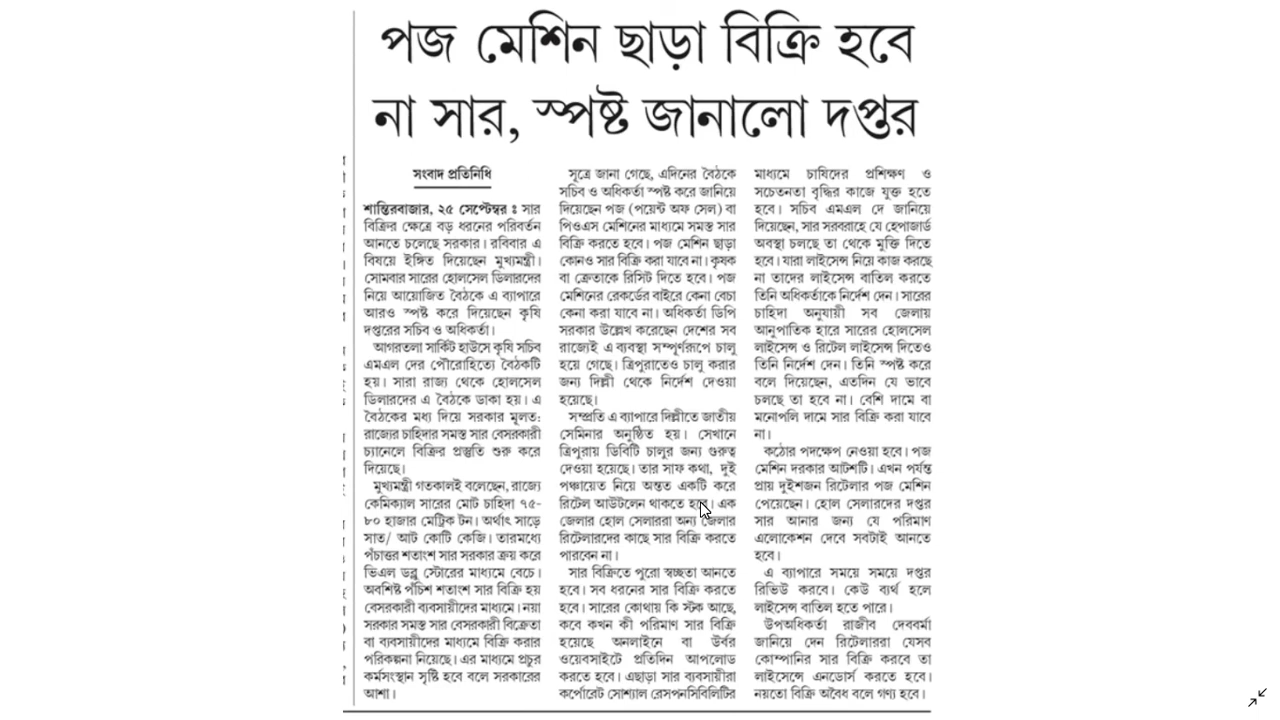 পজ মেশিন ছাড়া বিক্রি হবে
না সার, স্পষ্ট জানালো দপ্তর
সংবাদ প্রতিনিধি
শান্তিরবাজার, ২৫ সেপ্টেম্বর ঃ সার
বিক্রির ক্ষেত্রে বড় ধরনের পরিবর্তন
আনতে চলেছে সরকার। রবিবার এ
বিষয়ে ইঙ্গিত দিয়েছেন মুখ্যমন্ত্রী।
সোমবার সারের হোলসেল ডিলারদের
নিয়ে আয়োজিত বৈঠকে এ ব্যাপারে
আরও স্পষ্ট করে দিয়েছেন কৃষি
দপ্তরের সচিব ও অধিকর্তা।
আগরতলা সার্কিট হাউসে কৃষি সচিব
এমএল দের পৌরোহিত্যে বৈঠকটি
হয়। সারা রাজ্য থেকে হোলসেল
ডিলারদের এ বৈঠকে ডাকা হয়। এ
বৈঠকের মধ্য দিয়ে সরকার মূলত:
রাজ্যের চাহিদার সমস্ত সার বেসরকারী
চ্যানেলে বিক্রির প্রস্তুতি শুরু করে
দিয়েছে।
মুখ্যমন্ত্রী গতকালই বলেছেন, রাজ্যে
কেমিক্যাল সারের মোট চাহিদা ৭৫-
৮০ হাজার মেট্রিক টন। অর্থাৎ সাড়ে
সাত/ আট কোটি কেজি। তারমধ্যে
পঁচাত্তর শতাংশ সার সরকার ক্রয় করে
ভিএল ডব্লু স্টোরের মাধ্যমে বেচে।
অবশিষ্ট পঁচিশ শতাংশ সার বিক্রি হয়
বেসরকারী ব্যবসায়ীদের মাধ্যমে। নয়া
সরকার সমস্ত সার বেসরকারী বিক্রেতা
বা ব্যবসায়ীদের মাধ্যমে বিক্রি করার
পরিকল্পনা নিয়েছে। এর মাধ্যমে প্রচুর
কর্মসংস্থান সৃষ্টি হবে বলে সরকারের
আশা।
সূত্রে জানা গেছে, এদিনের বৈঠকে
সচিব ও অধিকর্তা স্পষ্ট করে জানিয়ে
দিয়েছেন পজ (পয়েন্ট অফ সেল) বা
পিওএস মেশিনের মাধ্যমে সমস্ত সার
বিক্রি করতে হবে। পজ মেশিন ছাড়া
কোনও সার বিক্রি করা যাবে না। কৃষক
বা ক্রেতাকে রিসিট দিতে হবে। পজ
মেশিনের রেকর্ডের বাইরে কেনা বেচা
কেনা করা যাবে না। অধিকর্তা ডিপি
সরকার উল্লেখ করেছেন দেশের সব
রাজ্যেই এ ব্যবস্থা সম্পূর্ণরূপে চালু
হয়ে গেছে। ত্রিপুরাতেও চালু করার
জন্য দিল্লী থেকে নির্দেশ দেওয়া
হয়েছে।
সম্প্রতি এ ব্যাপারে দিল্লীতে জাতীয়
সেমিনার অনুষ্ঠিত হয়। সেখানে
ত্রিপুরায় ডিবিটি চালুর জন্য গুরুত্ব
দেওয়া হয়েছে। তার সাফ কথা, দুই
পঞ্চায়েত নিয়ে অন্তত একটি করে
রিটেল আউটলেন থাকতে হবে। এক
জেলার হোল সেলাররা অন্য জেলার
রিটেলারদের কাছে সার বিক্রি করতে
পারবেন না।
সার বিক্রিতে পুরো স্বচ্ছতা আনতে
হবে। সব ধরনের সার বিক্রি করতে
হবে। সারের কোথায় কি স্টক আছে,
কবে কখন কী পরিমাণ সার বিক্রি
হয়েছে অনলাইনে বা উর্বর
ওয়েবসাইটে প্রতিদিন আপলোড
করতে হবে। এছাড়া সার ব্যবসায়ীরা
কর্পোরেট সোশ্যাল রেসপনসিবিলিটির
মাধ্যমে চাষিদের প্রশিক্ষণ ও
সচেতনতা বৃদ্ধির কাজে যুক্ত হতে
হবে। সচিব এমএল দে জানিয়ে
দিয়েছেন, সার সরবরাহে যে হেপাজার্ড
অবস্থা চলছে তা থেকে মুক্তি দিতে
হবে। যারা লাইসেন্স নিয়ে কাজ করছে
না তাদের লাইসেন্স বাতিল করতে
তিনি অধিকর্তাকে নির্দেশ দেন। সারের
চাহিদা অনুযায়ী সব জেলায়
আনুপাতিক হারে সারের হোলসেল
লাইসেন্স ও রিটেল লাইসেন্স দিতেও
তিনি নির্দেশ দেন। তিনি স্পষ্ট করে
বলে দিয়েছেন, এতদিন যে ভাবে
চলছে তা হবে না। বেশি দামে বা
মনোপলি দামে সার বিক্রি করা যাবে
না।
কঠোর পদক্ষেপ নেওয়া হবে। পজ
মেশিন দরকার আটশটি। এখন পর্যন্ত
প্রায় দুইশজন রিটেলার পজ মেশিন
পেয়েছেন। হোল সেলারদের দপ্তর
সার আনার জন্য যে পরিমাণ
এলোকেশন দেবে সবটাই আনতে
হবে।
এ ব্যাপারে সময়ে সময়ে দপ্তর
রিভিউ করবে। কেউ ব্যর্থ হলে
লাইসেন্স বাতিল হতে পারে।
উপঅধিকর্তা রাজীব দেববর্মা
জানিয়ে দেন রিটেলাররা যেসব
কোম্পানির সার বিক্রি করবে তা
লাইসেন্সে এনডোর্স করতে হবে।
নয়তো বিক্রি অবৈধ বলে গণ্য হবে।